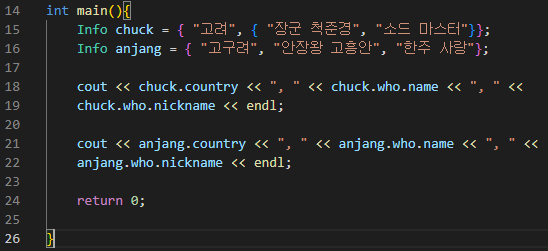 14 int main(){
15 Info chuck = { "고려", { "장군 척준경", "소드 마스터"}};
16 Info anjang = { "고구려", "안장왕 고흥안", "한주 사랑"};
17
18 cout << chuck.country << ", " << chuck.who.name << ", " <<
19 chuck.who.nickname << endl;
20
21 cout << anjang.country << ", " << anjang.who.name << ", " <<
22 anjang.who.nickname << endl;
23
24 return 0;
25
26 }